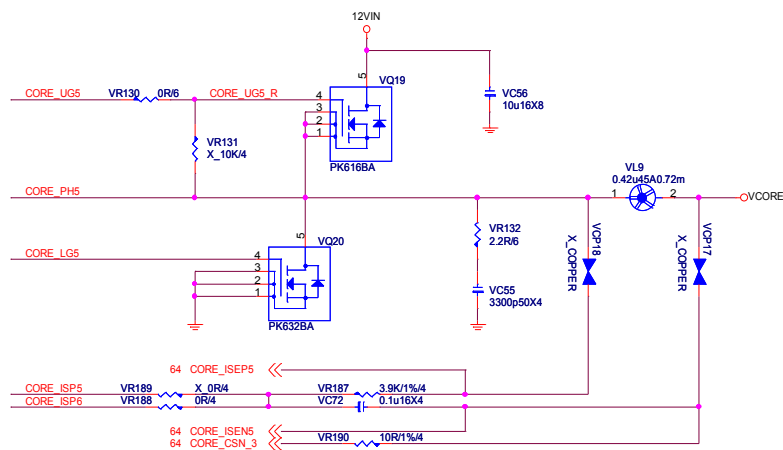 12VIN
CORE_UG5 VR130 0R/6 CORE_UG5_R
4 3 2 1 5
VQ19
PK616BA
VC56
10u16X8
VR131
X_10K/4
VL9
0.42u45A0.72m
CORE_PH5
1 2
VCORE
CORE_LG5
4 3 2 1 5
VQ20
PK632BA
VR132
2.2R/6
VC55
3300p50X4
VCP18
X_COPPER
VCP17
X_COPPER
64 CORE_ISEP5
CORE_ISP5 VR189 X_0R/4 VR187 3.9K/1%/4
CORE_ISP6 VR188 0R/4 VC72 0.1u16X4
64 CORE_ISEN5
64 CORE_CSN_3 VR190 10R/1%/4